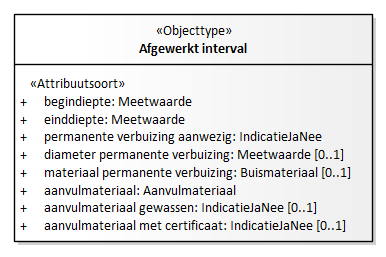 «Objecttype»
Afgewerkt interval
«Attribuutsoort»
+ begindiepte: Meetwaarde
+ einddiepte: Meetwaarde
+ permanente verbuizing aanwezig: IndicatieJaNee
+ diameter permanente verbuizing: Meetwaarde [0..1]
+ materiaal permanente verbuizing: Buismateriaal [0..1]
+ aanvulmateriaal: Aanvulmateriaal
+ aanvulmateriaal gewassen: IndicatieJaNee [0..1]
+ aanvulmateriaal met certificaat: IndicatieJaNee [0..1]